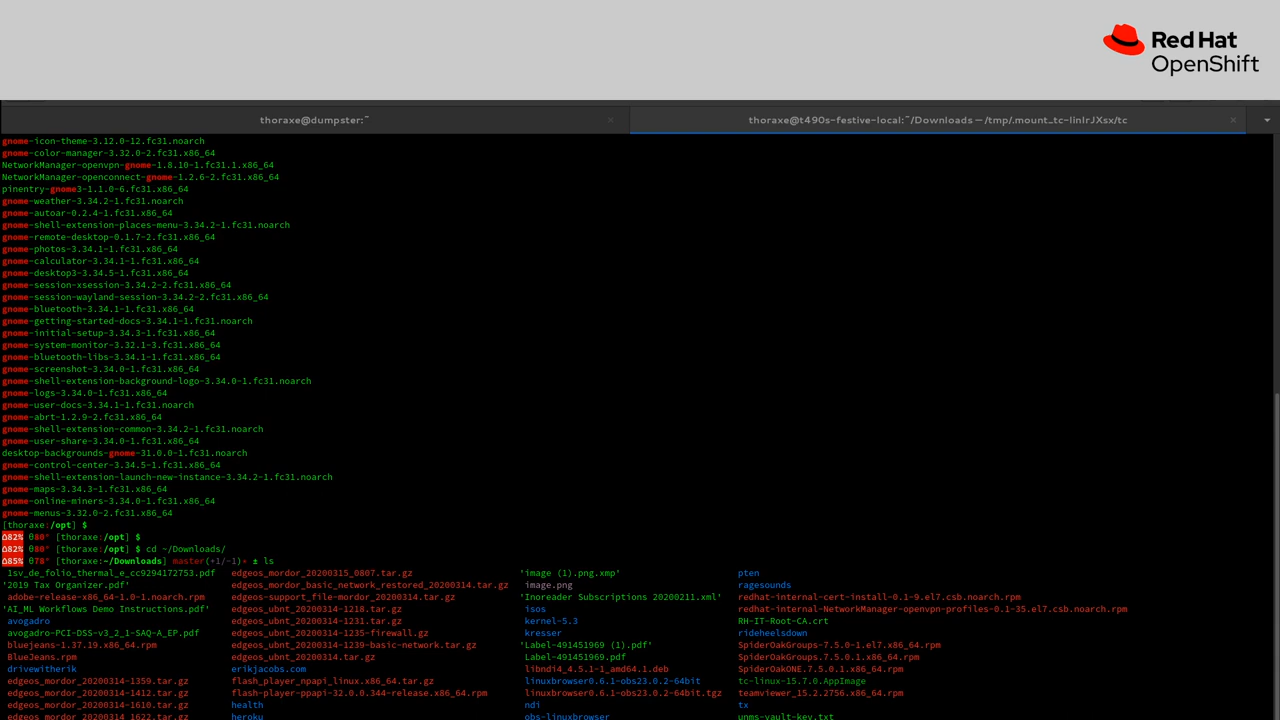 Red Hat
OpenShift
thoraxe@dumpster:~
thoraxe@t490s-festive-local:~/Downloads — /tmp/.mount_tc-linIrJXsx/tc
gnome-icon-theme-3.12.0-12.fc31.noarch
gnome-color-manager-3.32.0-2.fc31.x86_64
NetworkManager-openvpn-gnome-1.8.10-1.fc31.1.x86_64
NetworkManager-openconnect-gnome-1.2.6-2.fc31.x86_64
pinentry-gnome3-1.1.0-6.fc31.x86_64
gnome-weather-3.34.2-1.fc31.noarch
gnome-autoar-0.2.4-1.fc31.x86_64
gnome-shell-extension-places-menu-3.34.2-1.fc31.noarch
gnome-remote-desktop-0.1.7-2.fc31.x86_64
gnome-photos-3.34.1-1.fc31.x86_64
gnome-calculator-3.34.1-1.fc31.x86_64
gnome-desktop3-3.34.5-1.fc31.x86_64
gnome-session-xsession-3.34.2-2.fc31.x86_64
gnome-session-wayland-session-3.34.2-2.fc31.x86_64
gnome-bluetooth-3.34.1-1.fc31.x86_64
gnome-getting-started-docs-3.34.1-1.fc31.noarch
gnome-initial-setup-3.34.3-1.fc31.x86_64
gnome-system-monitor-3.32.1-3.fc31.x86_64
gnome-bluetooth-libs-3.34.1-1.fc31.x86_64
gnome-screenshot-3.34.0-1.fc31.x86_64
gnome-shell-extension-background-logo-3.34.0-1.fc31.noarch
gnome-logs-3.34.0-1.fc31.x86_64
gnome-user-docs-3.34.1-1.fc31.noarch
gnome-abrt-1.2.9-2.fc31.x86_64
gnome-shell-extension-common-3.34.2-1.fc31.noarch
gnome-user-share-3.34.0-1.fc31.x86_64
desktop-backgrounds-gnome-31.0.0-1.fc31.noarch
gnome-control-center-3.34.5-1.fc31.x86_64
gnome-shell-extension-launch-new-instance-3.34.2-1.fc31.noarch
gnome-maps-3.34.3-1.fc31.x86_64
gnome-online-miners-3.34.0-1.fc31.x86_64
gnome-menus-3.32.0-2.fc31.x86_64
[thoraxe:/opt] $
Δ82% θ80° [thoraxe:/opt] $
Δ82% θ80° [thoraxe:/opt] $ cd ~/Downloads/
Δ85% θ78° [thoraxe:~/Downloads] master(+1/-1)* ± ls
1sv_de_folio_thermal_e_cc9294172753.pdf edgeos_mordor_20200315_0807.tar.gz 'image (1).png.xmp' pten
'2019 Tax Organizer.pdf' edgeos_mordor_basic_network_restored_20200314.tar.gz image.png ragesounds
adobe-release-x86_64-1.0-1.noarch.rpm edgeos-support_file-mordor_20200314.tar.gz 'Inoreader Subscriptions 20200211.xml' redhat-internal-cert-install-0.1-9.el7.csb.noarch.rpm
'AI_ML Workflows Demo Instructions.pdf' edgeos_ubnt_20200314-1218.tar.gz isos redhat-internal-NetworkManager-openvpn-profiles-0.1-35.el7.csb.noarch.rpm
avogadro edgeos_ubnt_20200314-1231.tar.gz kernel-5.3 RH-IT-Root-CA.crt
avogadro-PCI-DSS-v3_2_1-SAQ-A_EP.pdf edgeos_ubnt_20200314-1235-firewall.gz kresser rideheelsdown
bluejeans-1.37.19.x86_64.rpm edgeos_ubnt_20200314-1239-basic-network.tar.gz 'Label-491451969 (1).pdf' SpiderOakGroups-7.5.0-1.el7.x86_64.rpm
BlueJeans.rpm edgeos_ubnt_20200314.tar.gz Label-491451969.pdf SpiderOakGroups.7.5.0.1.x86_64.rpm
drivewitherik erikjacobs.com libndi4_4.5.1-1_amd64.1.deb SpiderOakONE.7.5.0.1.x86_64.rpm
edgeos_mordor_20200314-1359.tar.gz flash_player_npapi_linux.x86_64.tar.gz linuxbrowser0.6.1-obs23.0.2-64bit tc-linux-15.7.0.AppImage
edgeos_mordor_20200314-1412.tar.gz flash-player-ppapi-32.0.0.344-release.x86_64.rpm linuxbrowser0.6.1-obs23.0.2-64bit.tgz teamviewer_15.2.2756.x86_64.rpm
edgeos_mordor_20200314-1610.tar.gz health ndi tx
edgeos_mordor_20200314_1622.tar.gz heroku obs-linuxbrowser unms-vault-key.txt